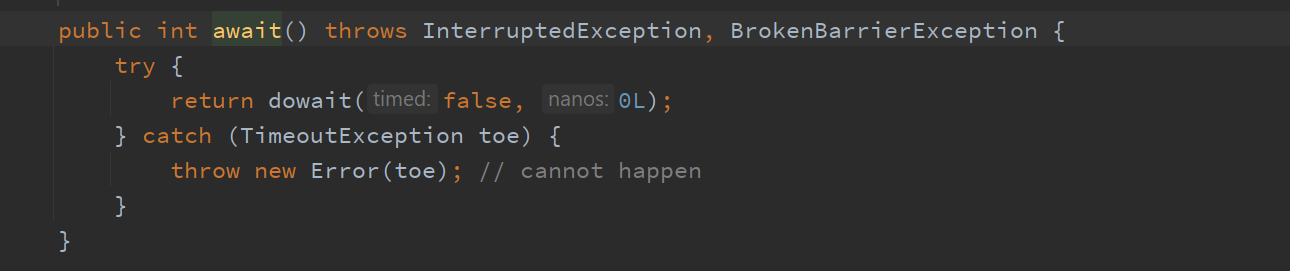 public int await() throws InterruptedException, BrokenBarrierException {
try {
return dowait( timed: false, nanos: 0L);
} catch (TimeoutException toe) {
throw new Error(toe); // cannot happen
}
}